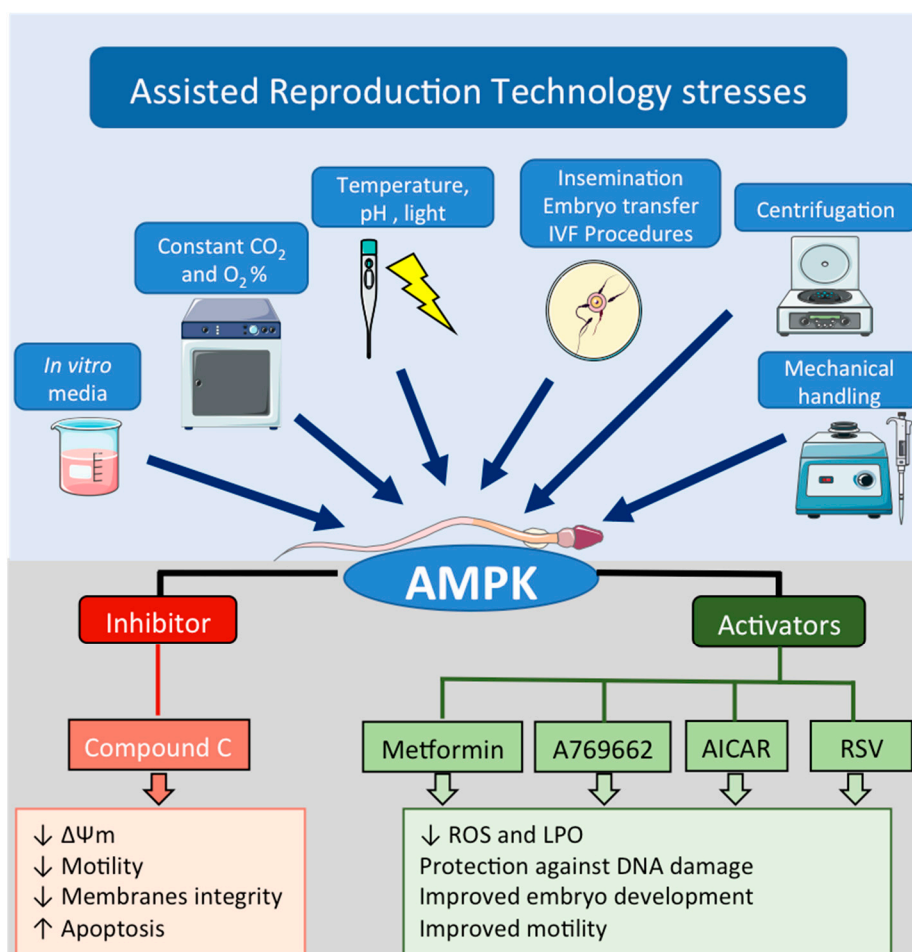 Assisted Reproduction Technology stresses
In vitro
media
Constant CO₂
and O₂ %
Temperature,
pH , light
Insemination
Embryo transfer
IVF Procedures
Centrifugation
Mechanical
handling
AMPK
Inhibitor
Compound C
↓ ΔΨm
↓ Motility
↓ Membranes integrity
↑ Apoptosis
Activators
Metformin
A769662
AICAR
RSV
↓ ROS and LPO
Protection against DNA damage
Improved embryo development
Improved motility